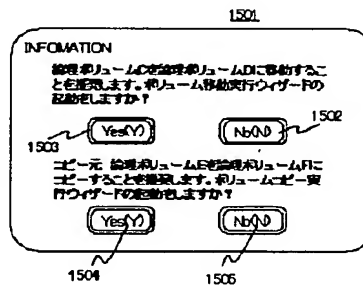 1501
INFOMATION
論理ボリュームCを論理ボリュームDに移動するこ
とを推奨します。ボリューム移動実行ウィザードの
起動をしますか?
Yes(Y)
No(N)
1503
1502
コピー元 論理ボリュームEを論理ボリュームFに
コピーすることを推奨します。ボリュームコピー実
行ウィザードの起動をしますか?
Yes(Y)
No(N)
1504
1505